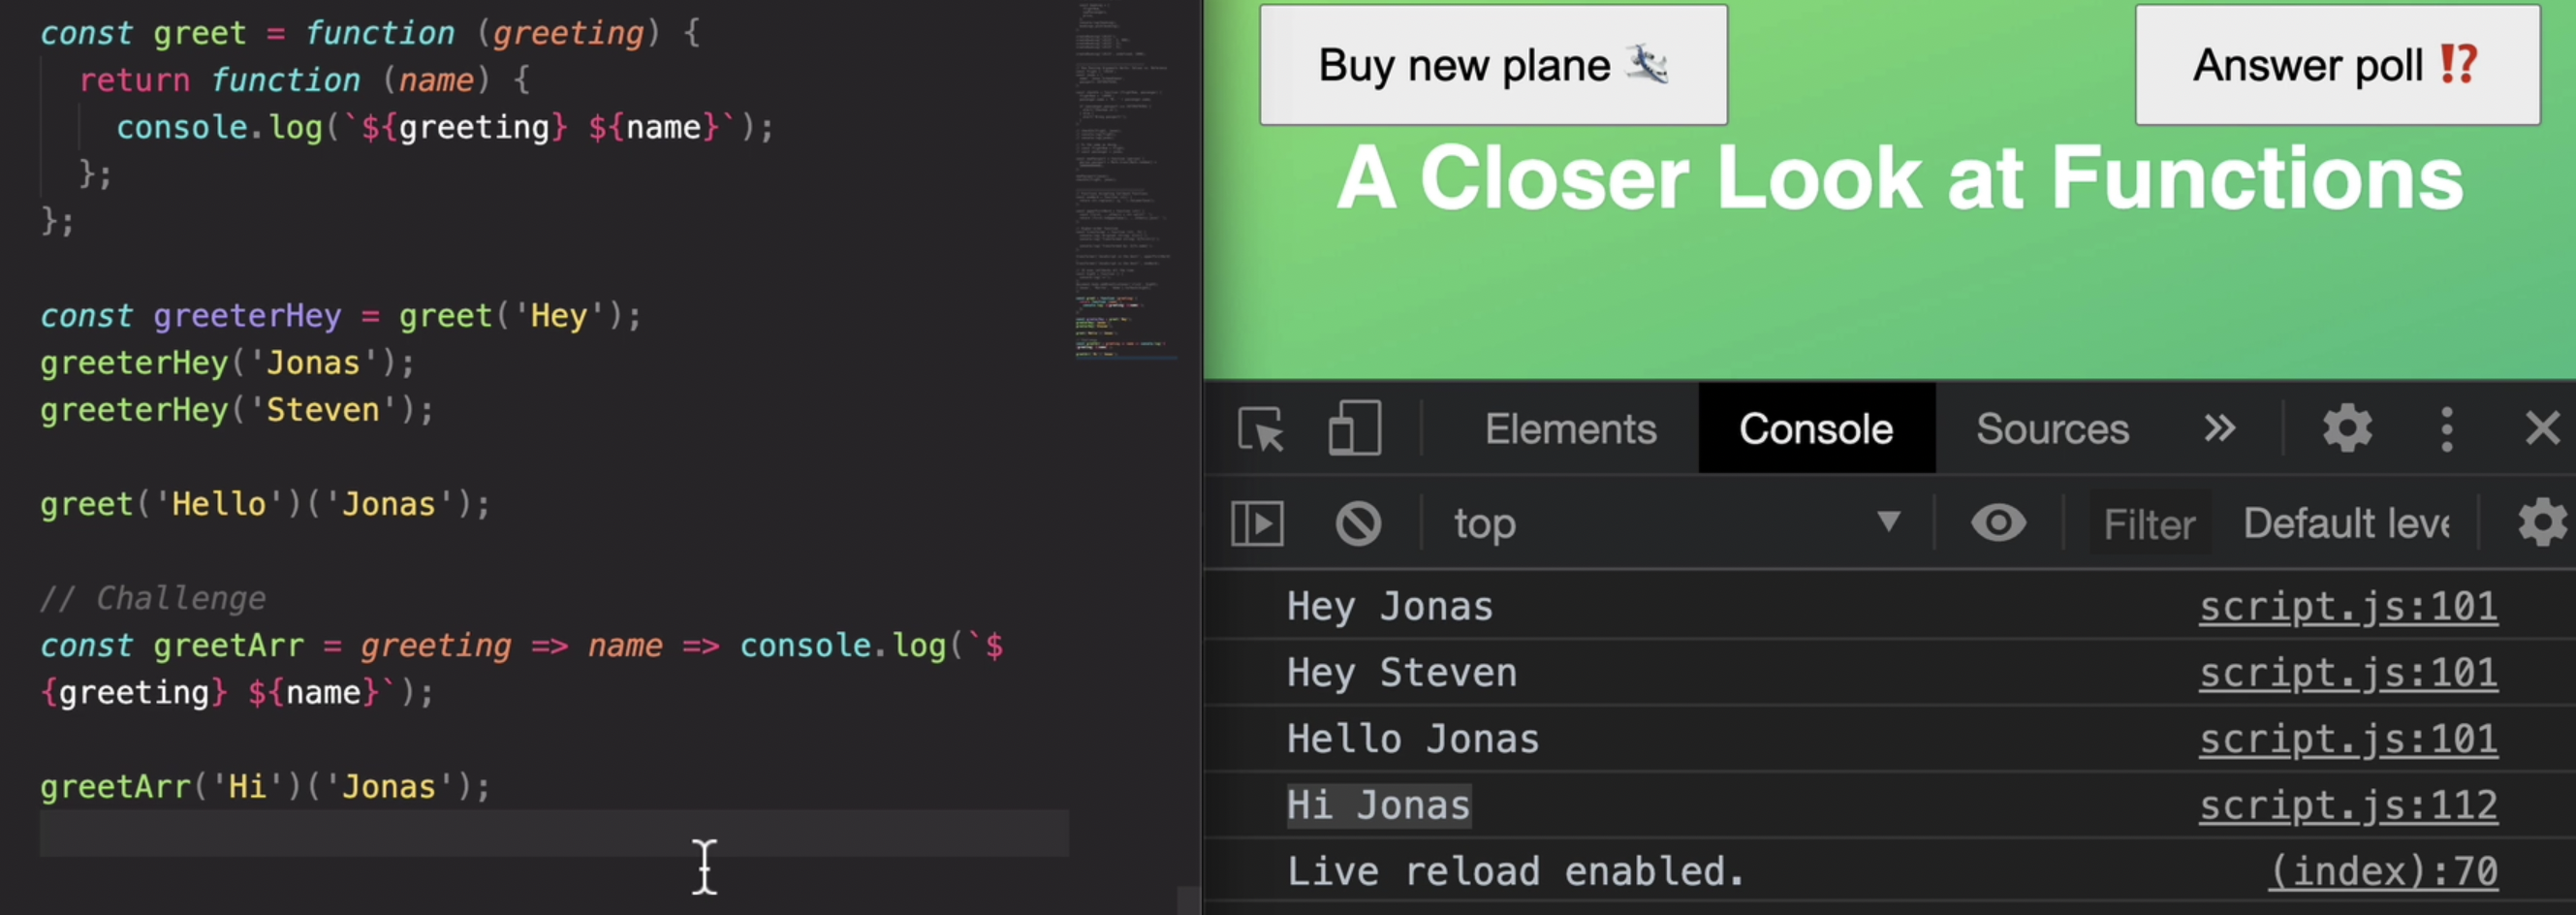 const greet = function (greeting) {
return function (name) {
console.log(`${greeting} ${name}`);
};
};
const greeterHey = greet('Hey');
greeterHey('Jonas');
greeterHey('Steven');
greet('Hello')('Jonas');
// Challenge
const greetArr = greeting => name => console.log(`$
{greeting} ${name}`);
greetArr('Hi')('Jonas');
Buy new plane 🛩
Answer poll ⁉️
A Closer Look at Functions
Elements Console Sources »
top Filter Default leve
Hey Jonas script.js:101
Hey Steven script.js:101
Hello Jonas script.js:101
Hi Jonas script.js:112
Live reload enabled. (index):70